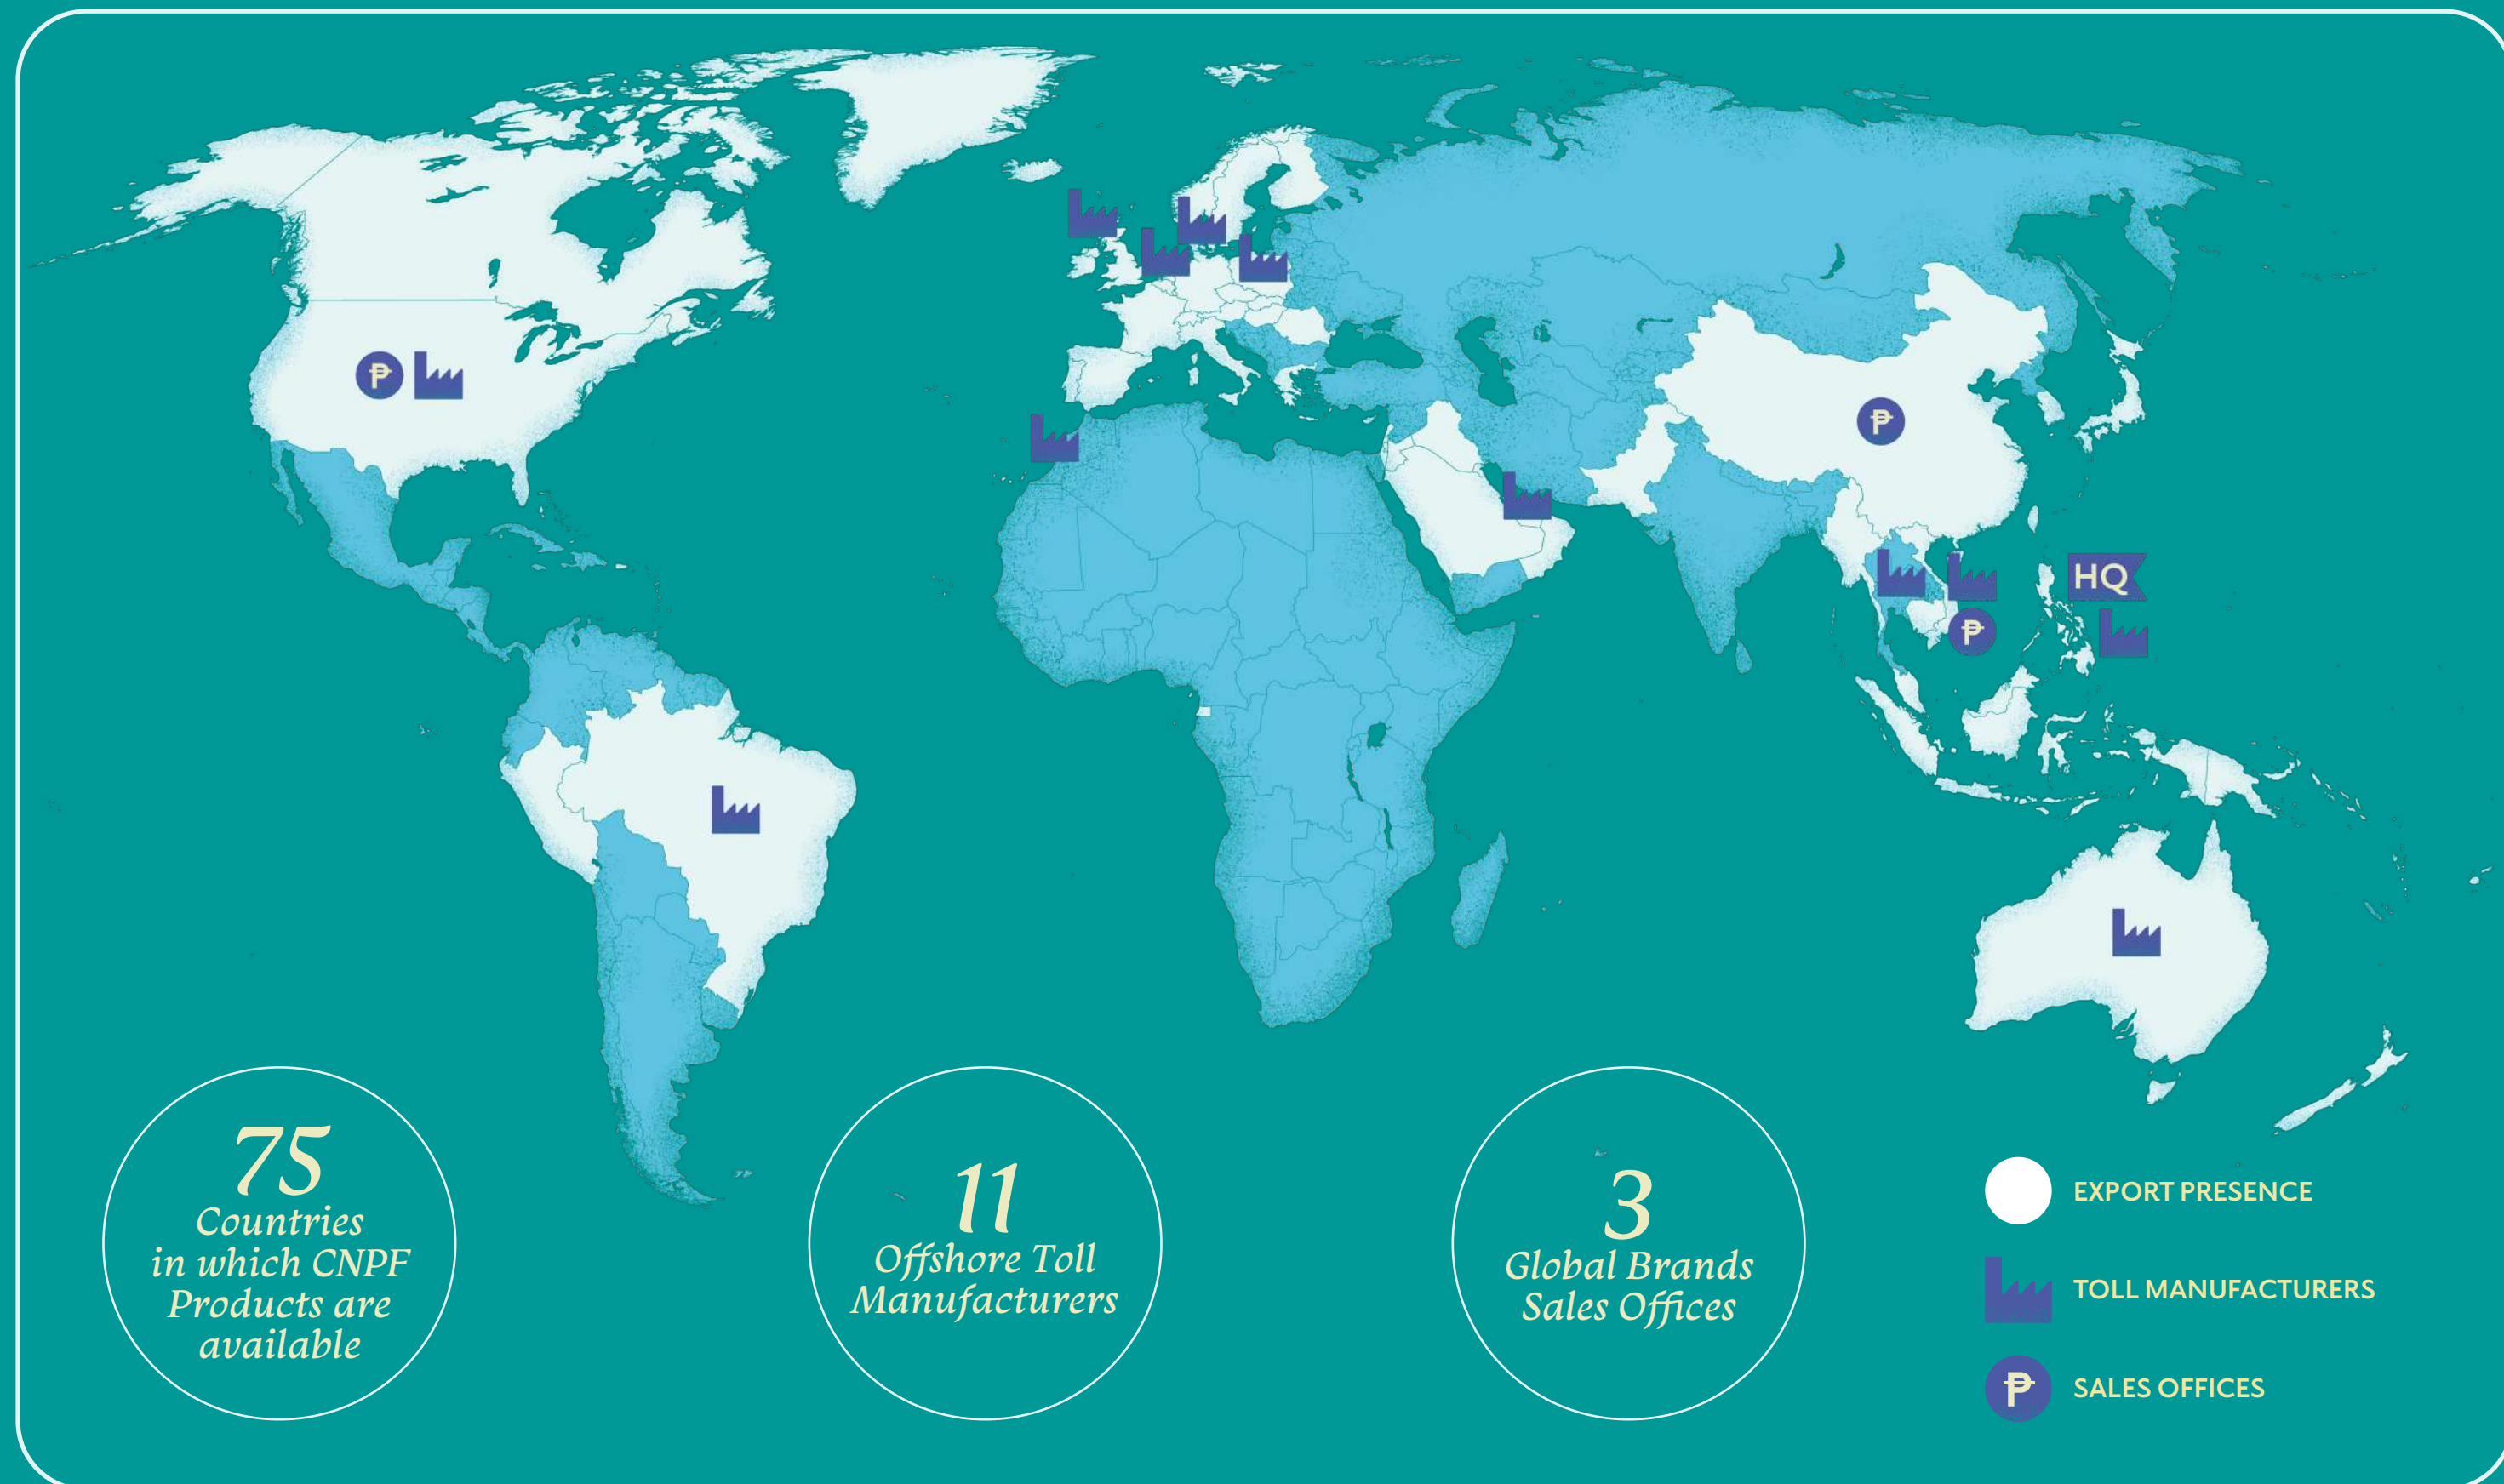 ₱
₱
HQ
₱
75
Countries
in which CNPF
Products are
available
11
Offshore Toll
Manufacturers
3
Global Brands
Sales Offices
EXPORT PRESENCE
TOLL MANUFACTURERS
₱ SALES OFFICES